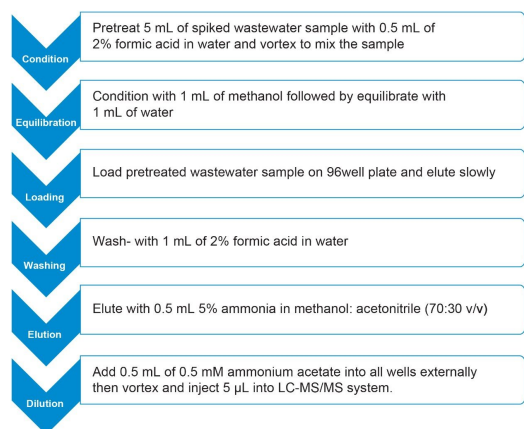 Pretreat 5 mL of spiked wastewater sample with 0.5 mL of
2% formic acid in water and vortex to mix the sample
Condition
Condition with 1 mL of methanol followed by equilibrate with
1 mL of water
Equilibration
Load pretreated wastewater sample on 96well plate and elute slowly
Loading
Wash- with 1 mL of 2% formic acid in water
Washing
Elute with 0.5 mL 5% ammonia in methanol: acetonitrile (70:30 v/v)
Elution
Add 0.5 mL of 0.5 mM ammonium acetate into all wells externally
then vortex and inject 5 µL into LC-MS/MS system.
Dilution